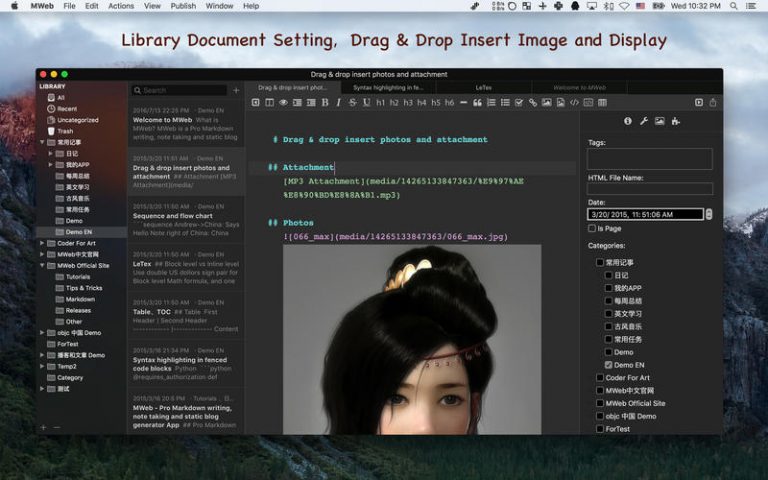 MWeb File Edit Actions View Publish Window Help
Wed 10:32 PM
Library Document Setting, Drag & Drop Insert Image and Display
Drag & drop insert photos and attachment
LIBRARY
All
Recent
Uncategorized
Trash
常用记事
日记
我的APP
每周总结
英文学习
古风音乐
常用任务
Demo
Demo EN
Coder For Art
MWeb中文官网
MWeb Official Site
Tutorials
Tips & Tricks
Markdown
Releases
Other
objc 中国 Demo
ForTest
播客和文章 Demo
Temp2
Category
测试
Search
2016/7/13 22:25 PM · Demo EN
Welcome to MWeb What is
MWeb? MWeb is a Pro Markdown
writing, note taking and static blog
2015/3/20 11:51 AM · Demo EN
Drag & drop insert photos and
attachment ## Attachment [MP3
Attachment](media/
2015/3/20 11:50 AM · Demo EN
Sequence and flow chart
```sequence Andrew->China: Says
Hello Note right of China: China
2015/3/20 11:50 AM · Demo EN
LeTex ## Block level vs Inline level
Use double US dollars sign pair for
Block level Math formula, and one
2015/3/20 11:50 AM · Demo EN
Table、TOC ## Table First
Header | Second Header
------------ |------------- Content
2015/3/16 21:34 PM · Demo EN
Syntax highlighting in fenced
code blocks Python ```python
@requires_authorization def
2015/3/16 20:5 PM · Tutorials 、日...
MWeb - Pro Markdown writing,
note taking and static blog
generator App ## Pro Markdown
Drag & drop insert phot...
Syntax highlighting in fe...
LeTex
Welcome to MWeb
B I S U h1 h2 h3 h4 h5 h6
# Drag & drop insert photos and attachment
## Attachment
[MP3 Attachment](media/14265133847363/%E9%97%AE
%E8%90%BD%E8%8A%B1.mp3)
## Photos
![066_max](media/14265133847363/066_max.jpg)
Tags:
HTML File Name:
Date:
3/20/ 2015, 11:51:06 AM
Is Page
Categories:
常用记事
日记
我的APP
每周总结
英文学习
古风音乐
常用任务
Demo
Demo EN
Coder For Art
MWeb中文官网
MWeb Official Site
objc 中国 Demo
ForTest